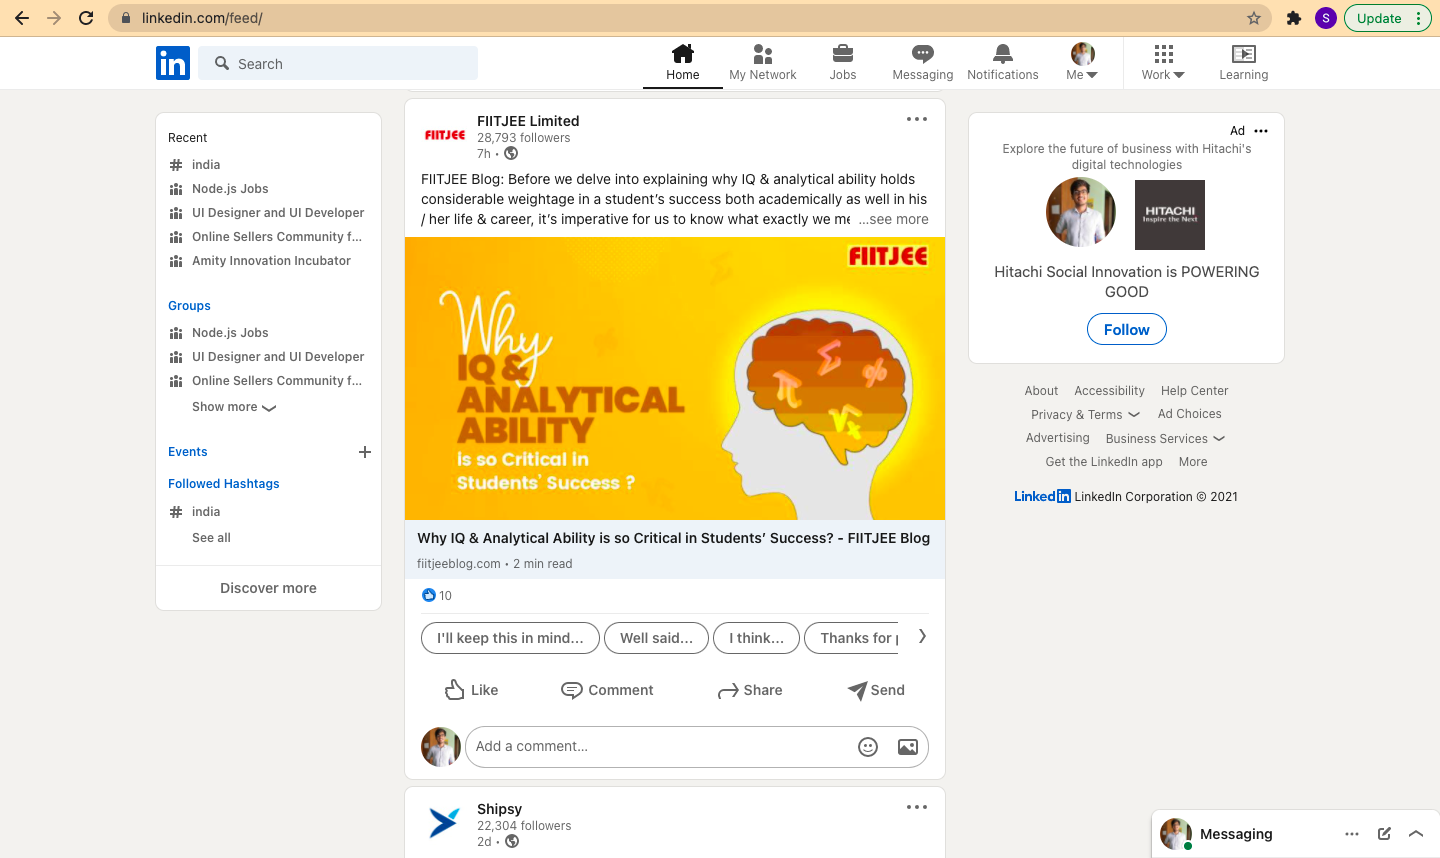 linkedin.com/feed/
S
Update
in
Search
Home
My Network
Jobs
Messaging
Notifications
Me
Work
Learning
Recent
# india
Node.js Jobs
UI Designer and UI Developer
Online Sellers Community f...
Amity Innovation Incubator
Groups
Node.js Jobs
UI Designer and UI Developer
Online Sellers Community f...
Show more
Events
Followed Hashtags
# india
See all
Discover more
FIITJEE
FIITJEE Limited
28,793 followers
7h •
FIITJEE Blog: Before we delve into explaining why IQ & analytical ability holds
considerable weightage in a student’s success both academically as well in his
/ her life & career, it’s imperative for us to know what exactly we me …see more
FIITJEE
Why
IQ &
ANALYTICAL
ABILITY
is so Critical in
Students' Success ?
Σ
π
%
√x
Why IQ & Analytical Ability is so Critical in Students’ Success? - FIITJEE Blog
fiitjeeblog.com • 2 min read
10
I'll keep this in mind...
Well said...
I think...
Thanks for
Like
Comment
Share
Send
Add a comment...
Shipsy
22,304 followers
2d •
Ad
Explore the future of business with Hitachi's
digital technologies
HITACHI
Inspire the Next
Hitachi Social Innovation is POWERING
GOOD
Follow
About
Accessibility
Help Center
Privacy & Terms
Ad Choices
Advertising
Business Services
Get the LinkedIn app
More
LinkedIn LinkedIn Corporation © 2021
Messaging